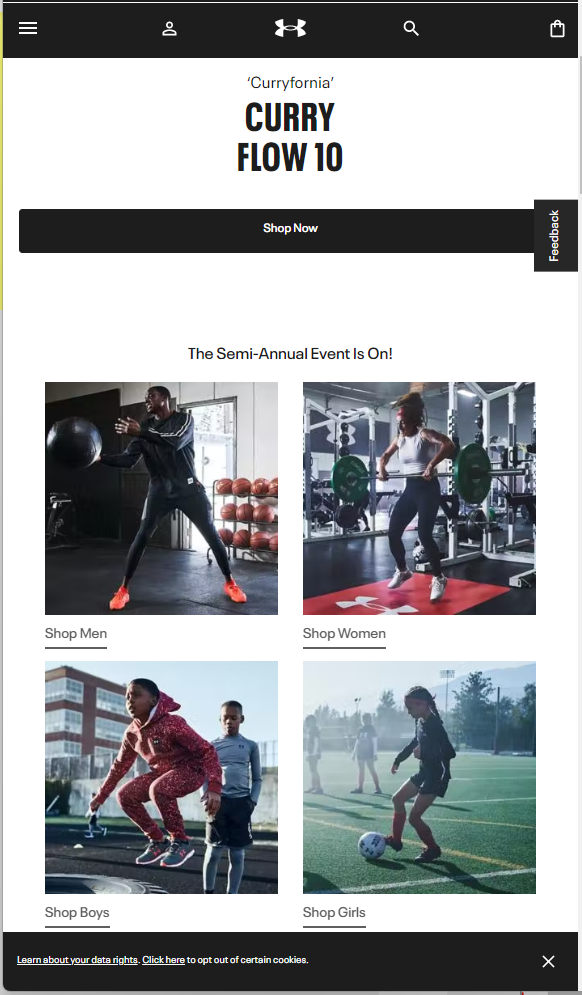 ‘Curryfornia’
CURRY
FLOW 10
Shop Now
Feedback
The Semi-Annual Event Is On!
Shop Men
Shop Women
Shop Boys
Shop Girls
Learn about your data rights. Click here to opt out of certain cookies.